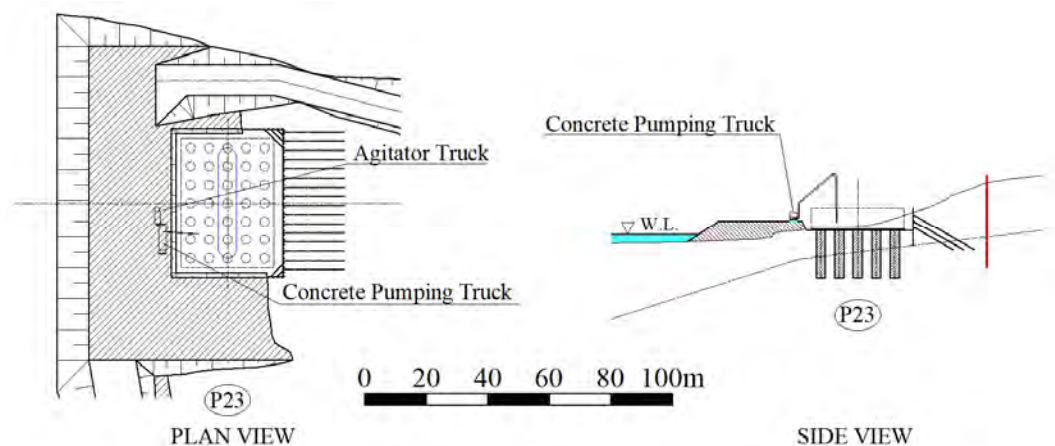 Agitator Truck
Concrete Pumping Truck
P23
PLAN VIEW
0 20 40 60 80 100m
Concrete Pumping Truck
W.L.
P23
SIDE VIEW